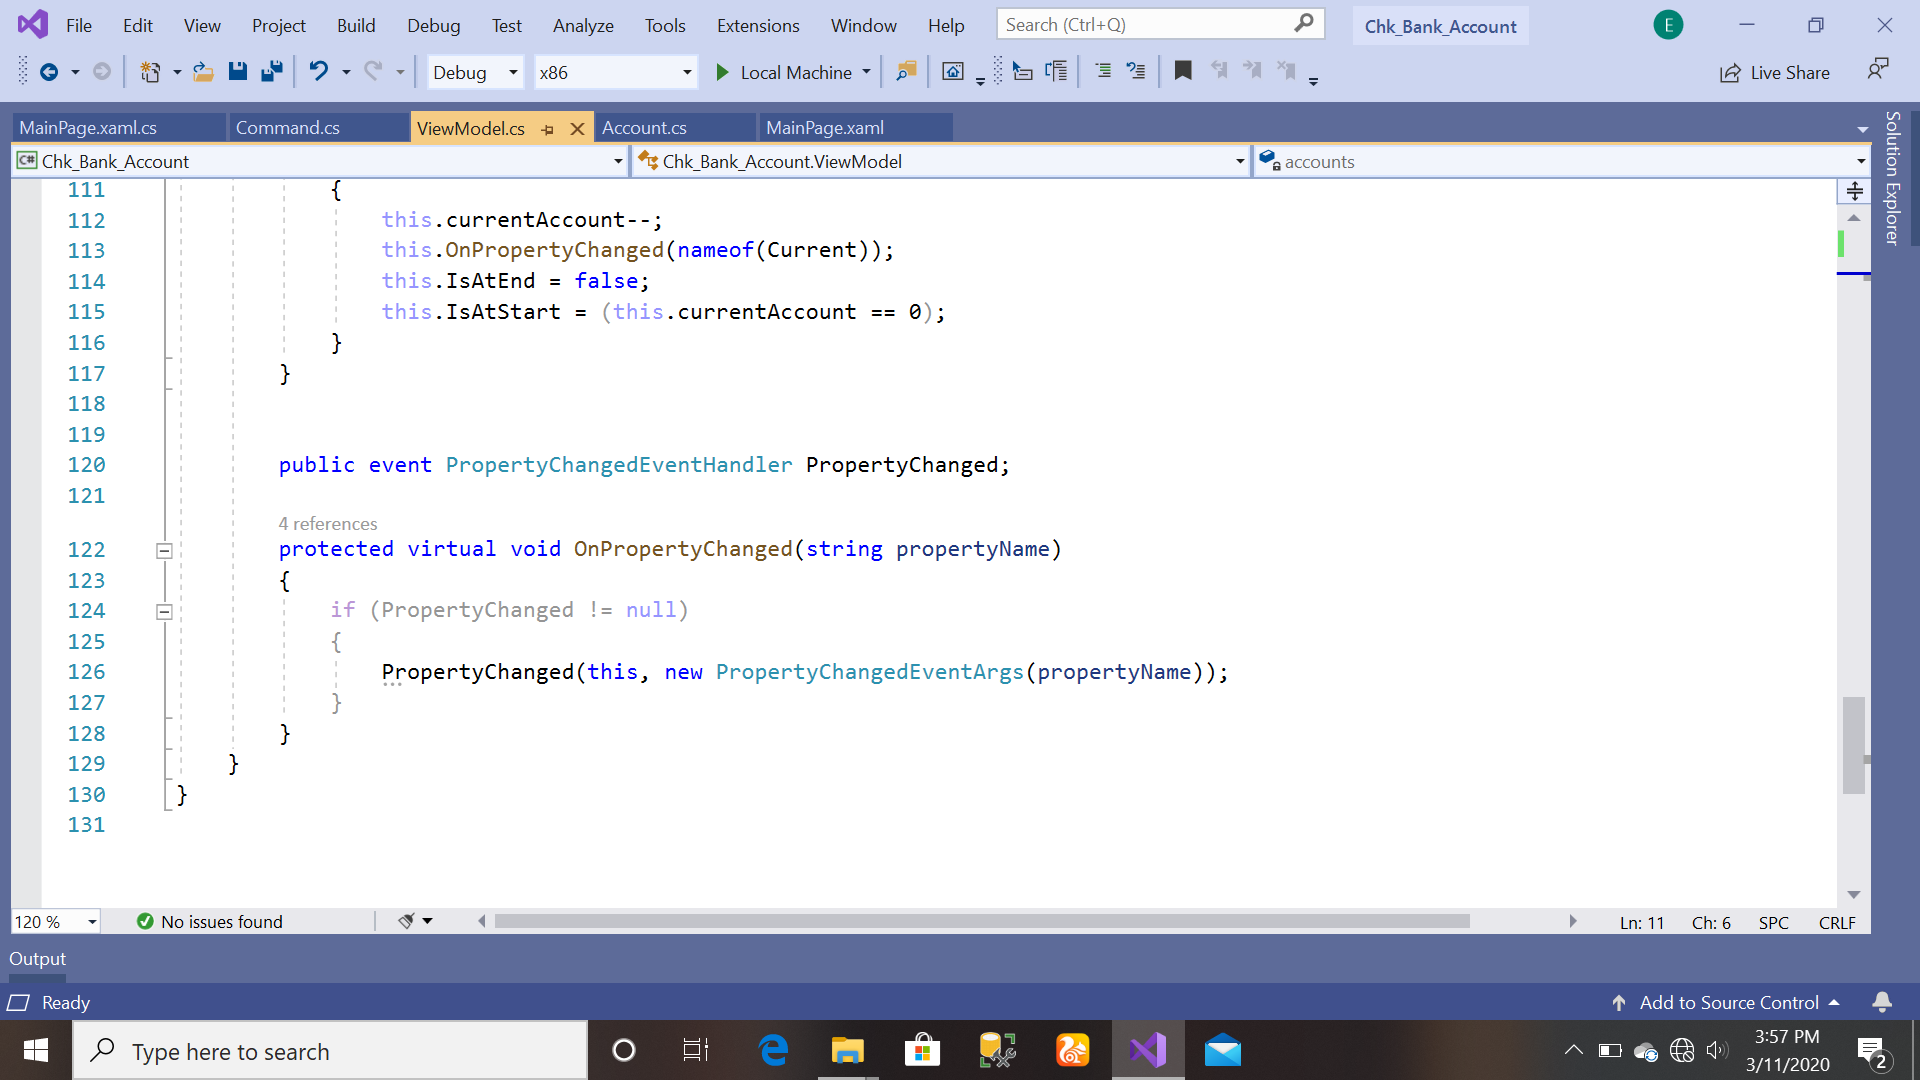 File Edit View Project Build Debug Test Analyze Tools Extensions Window Help Search (Ctrl+Q) Chk_Bank_Account E
Debug x86 Local Machine Live Share
MainPage.xaml.cs Command.cs ViewModel.cs Account.cs MainPage.xaml
C# Chk_Bank_Account Chk_Bank_Account.ViewModel accounts
Solution Explorer
111 {
112 this.currentAccount--;
113 this.OnPropertyChanged(nameof(Current));
114 this.IsAtEnd = false;
115 this.IsAtStart = (this.currentAccount == 0);
116 }
117 }
118
119
120 public event PropertyChangedEventHandler PropertyChanged;
121
4 references
122 protected virtual void OnPropertyChanged(string propertyName)
123 {
124 if (PropertyChanged != null)
125 {
126 PropertyChanged(this, new PropertyChangedEventArgs(propertyName));
127 }
128 }
129 }
130 }
131
120 % No issues found Ln: 11 Ch: 6 SPC CRLF
Output
Ready Add to Source Control
Type here to search
3:57 PM
3/11/2020
2